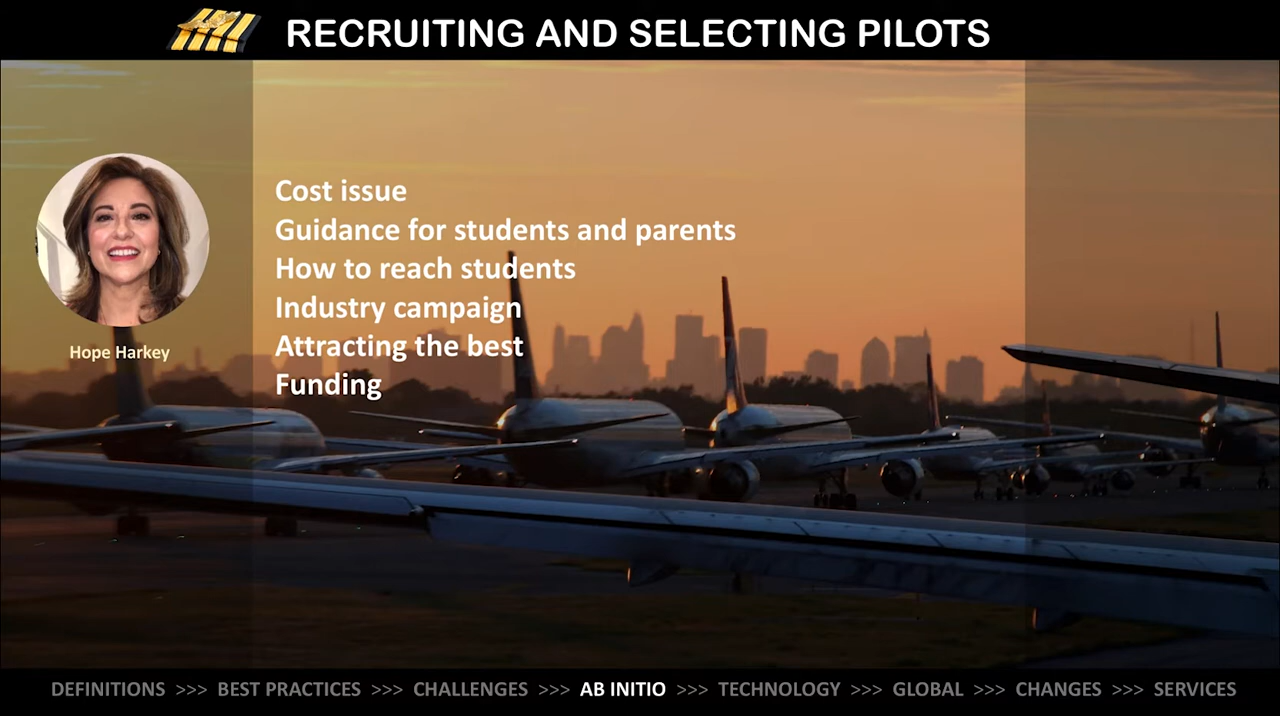 RECRUITING AND SELECTING PILOTS
Cost issue
Guidance for students and parents
How to reach students
Industry campaign
Attracting the best
Funding
Hope Harkey
DEFINITIONS >>> BEST PRACTICES >>> CHALLENGES >>> AB INITIO >>> TECHNOLOGY >>> GLOBAL >>> CHANGES >>> SERVICES